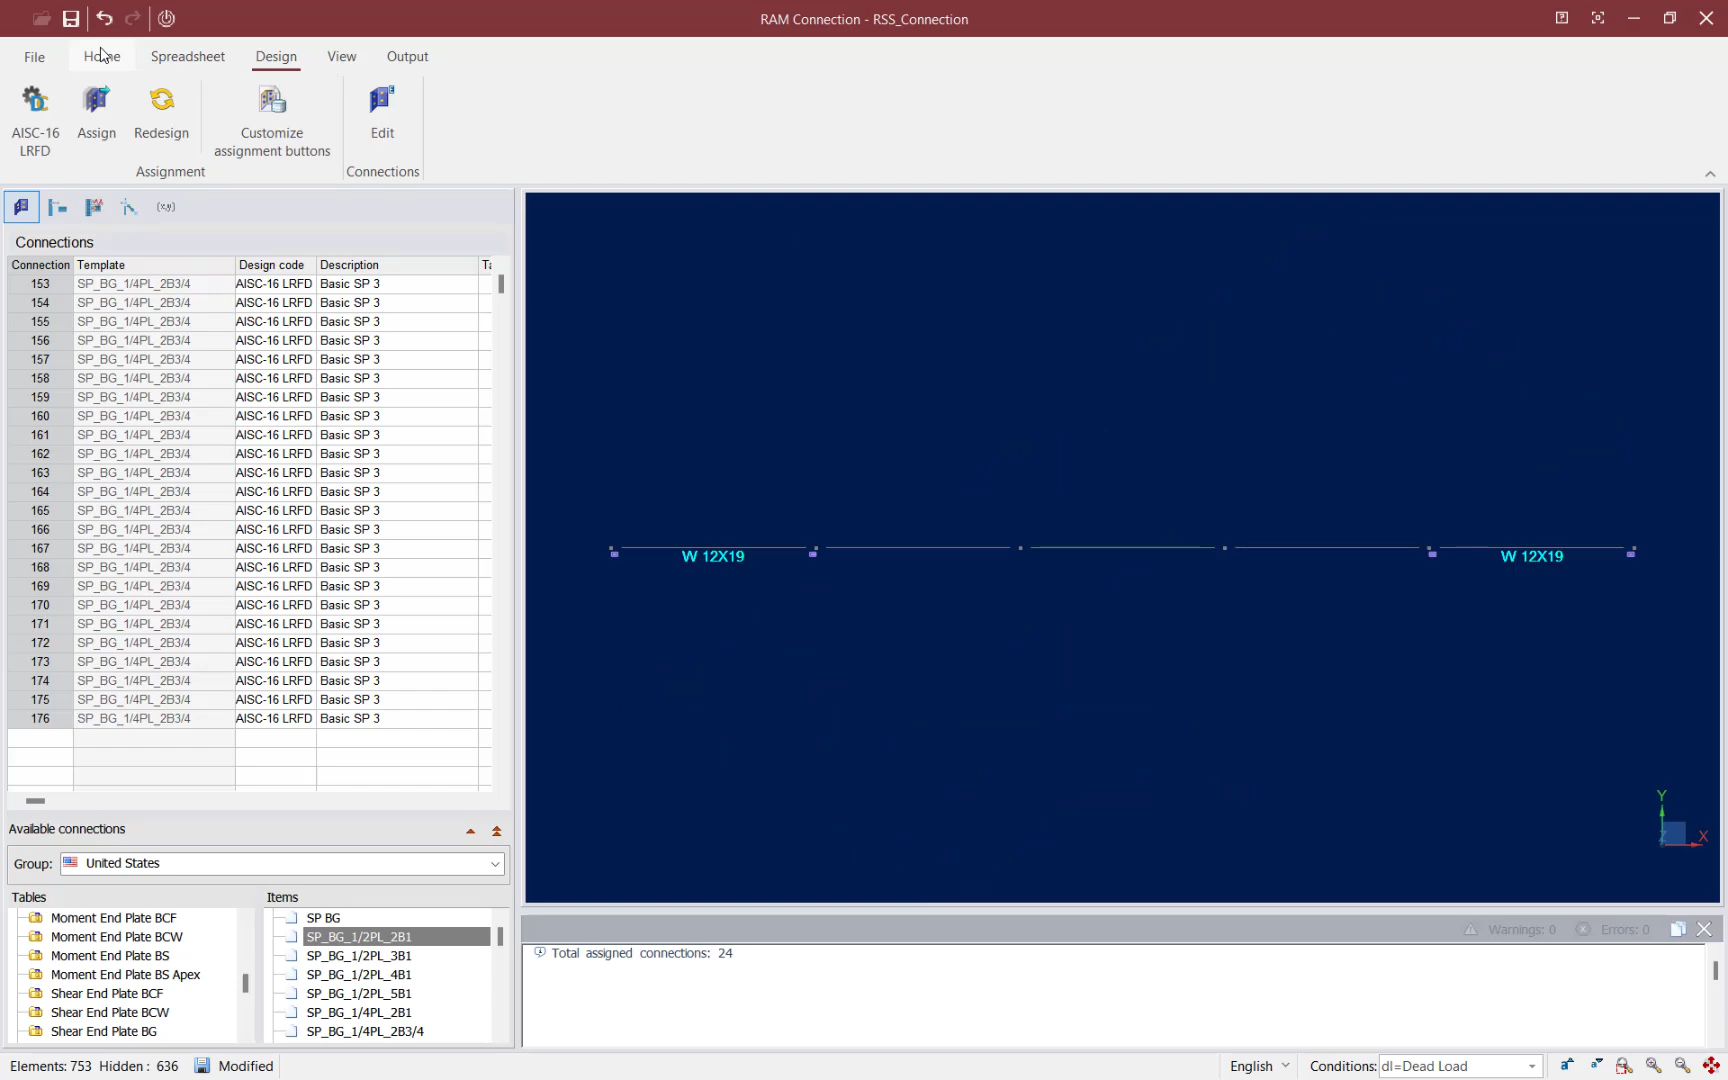 RAM Connection - RSS_Connection
File Home Spreadsheet Design View Output
AISC-16 LRFD Assign Redesign Customize assignment buttons Edit
Assignment Connections
(x,y)
Connections
Connection Template Design code Description
153 SP_BG_1/4PL_2B3/4 AISC-16 LRFD Basic SP 3
154 SP_BG_1/4PL_2B3/4 AISC-16 LRFD Basic SP 3
155 SP_BG_1/4PL_2B3/4 AISC-16 LRFD Basic SP 3
156 SP_BG_1/4PL_2B3/4 AISC-16 LRFD Basic SP 3
157 SP_BG_1/4PL_2B3/4 AISC-16 LRFD Basic SP 3
158 SP_BG_1/4PL_2B3/4 AISC-16 LRFD Basic SP 3
159 SP_BG_1/4PL_2B3/4 AISC-16 LRFD Basic SP 3
160 SP_BG_1/4PL_2B3/4 AISC-16 LRFD Basic SP 3
161 SP_BG_1/4PL_2B3/4 AISC-16 LRFD Basic SP 3
162 SP_BG_1/4PL_2B3/4 AISC-16 LRFD Basic SP 3
163 SP_BG_1/4PL_2B3/4 AISC-16 LRFD Basic SP 3
164 SP_BG_1/4PL_2B3/4 AISC-16 LRFD Basic SP 3
165 SP_BG_1/4PL_2B3/4 AISC-16 LRFD Basic SP 3
166 SP_BG_1/4PL_2B3/4 AISC-16 LRFD Basic SP 3
167 SP_BG_1/4PL_2B3/4 AISC-16 LRFD Basic SP 3
168 SP_BG_1/4PL_2B3/4 AISC-16 LRFD Basic SP 3
169 SP_BG_1/4PL_2B3/4 AISC-16 LRFD Basic SP 3
170 SP_BG_1/4PL_2B3/4 AISC-16 LRFD Basic SP 3
171 SP_BG_1/4PL_2B3/4 AISC-16 LRFD Basic SP 3
172 SP_BG_1/4PL_2B3/4 AISC-16 LRFD Basic SP 3
173 SP_BG_1/4PL_2B3/4 AISC-16 LRFD Basic SP 3
174 SP_BG_1/4PL_2B3/4 AISC-16 LRFD Basic SP 3
175 SP_BG_1/4PL_2B3/4 AISC-16 LRFD Basic SP 3
176 SP_BG_1/4PL_2B3/4 AISC-16 LRFD Basic SP 3
W 12X19 W 12X19
Y
Z X
Available connections
Group: United States
Tables Items
Moment End Plate BCF SP BG
Moment End Plate BCW SP_BG_1/2PL_2B1
Moment End Plate BS SP_BG_1/2PL_3B1
Moment End Plate BS Apex SP_BG_1/2PL_4B1
Shear End Plate BCF SP_BG_1/2PL_5B1
Shear End Plate BCW SP_BG_1/4PL_2B1
Shear End Plate BG SP_BG_1/4PL_2B3/4
Warnings: 0 Errors: 0
Total assigned connections: 24
Elements: 753 Hidden : 636 Modified English Conditions: dl=Dead Load